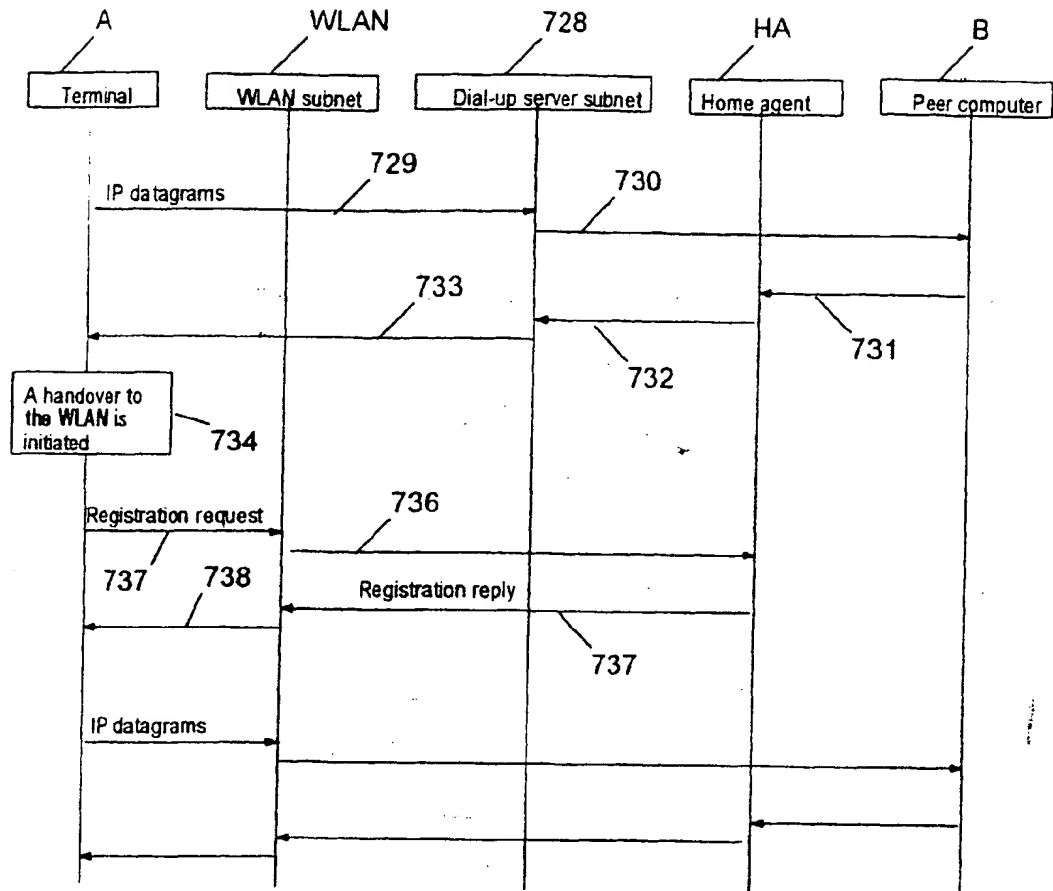 A
WLAN
728
HA
B
Terminal
WLAN subnet
Dial-up server subnet
Home agent
Peer computer
729
IP datagrams
730
733
731
732
A handover to
the WLAN is
initiated
734
Registration request
736
737
738
Registration reply
737
IP datagrams